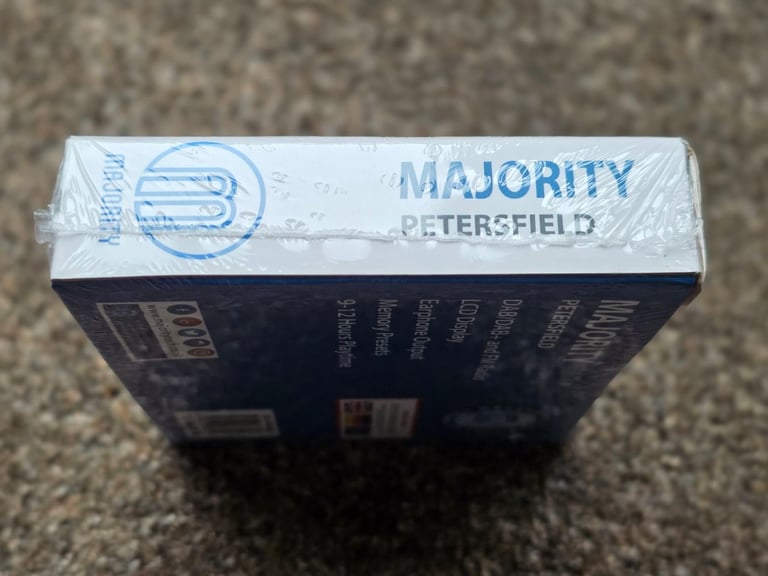 MAJORITY
MAJORITY
PETERSFIELD
MAJORITY
PETERSFIELD
DAB/DAB+ and FM Radio
LCD Display
Earphone Output
Memory Presets
9-12 Hours Playtime